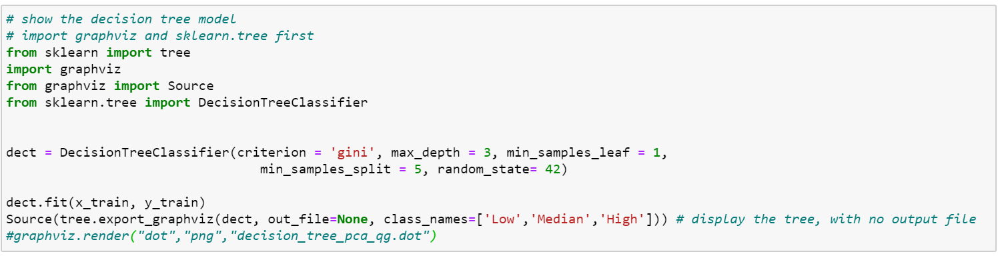 # show the decision tree model
# import graphviz and sklearn.tree first
from sklearn import tree
import graphviz
from graphviz import Source
from sklearn.tree import DecisionTreeClassifier
dect = DecisionTreeClassifier(criterion = 'gini', max_depth = 3, min_samples_leaf = 1,
min_samples_split = 5, random_state= 42)
dect.fit(x_train, y_train)
Source(tree.export_graphviz(dect, out_file=None, class_names=['Low','Median','High'])) # display the tree, with no output file
#graphviz.render("dot","png","decision_tree_pca_qg.dot")